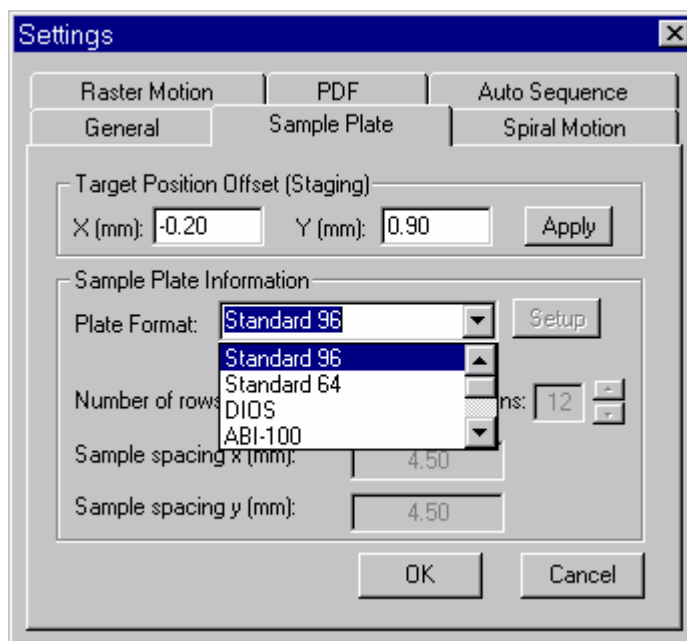 Settings
Raster Motion PDF Auto Sequence
General Sample Plate Spiral Motion
Target Position Offset (Staging)
X (mm): -0.20 Y (mm): 0.90 Apply
Sample Plate Information
Plate Format: Standard 96 Setup
Standard 96
Standard 64
Number of rows ns: 12
DIOS
ABI-100
Sample spacing x (mm): 4.50
Sample spacing y (mm): 4.50
OK Cancel